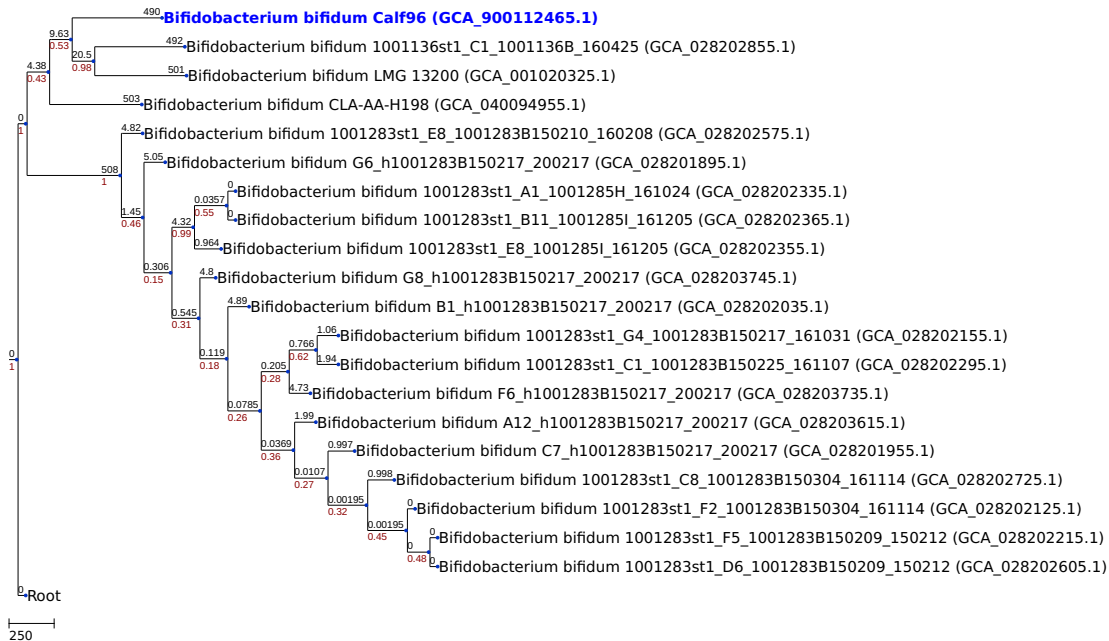 490 Bifidobacterium bifidum Calf96 (GCA_900112465.1)
9.63
0.53
492 Bifidobacterium bifidum 1001136st1_C1_1001136B_160425 (GCA_028202855.1)
20.5
0.98
4.38
0.43
501 Bifidobacterium bifidum LMG 13200 (GCA_001020325.1)
503 Bifidobacterium bifidum CLA-AA-H198 (GCA_040094955.1)
0
1
4.82 Bifidobacterium bifidum 1001283st1_E8_1001283B150210_160208 (GCA_028202575.1)
5.05 Bifidobacterium bifidum G6_h1001283B150217_200217 (GCA_028201895.1)
508
1
0 Bifidobacterium bifidum 1001283st1_A1_1001285H_161024 (GCA_028202335.1)
0.0357
0.55
1.45
0.46
0 Bifidobacterium bifidum 1001283st1_B11_1001285I_161205 (GCA_028202365.1)
4.32
0.99
0.964 Bifidobacterium bifidum 1001283st1_E8_1001285I_161205 (GCA_028202355.1)
0.306
0.15
4.8 Bifidobacterium bifidum G8_h1001283B150217_200217 (GCA_028203745.1)
4.89 Bifidobacterium bifidum B1_h1001283B150217_200217 (GCA_028202035.1)
0.545
0.31
1.06 Bifidobacterium bifidum 1001283st1_G4_1001283B150217_161031 (GCA_028202155.1)
0.766
0.62
0
1
0.119
0.18
1.94 Bifidobacterium bifidum 1001283st1_C1_1001283B150225_161107 (GCA_028202295.1)
0.205
0.28
4.73 Bifidobacterium bifidum F6_h1001283B150217_200217 (GCA_028203735.1)
0.0785
0.26
1.99 Bifidobacterium bifidum A12_h1001283B150217_200217 (GCA_028203615.1)
0.0369
0.36
0.997 Bifidobacterium bifidum C7_h1001283B150217_200217 (GCA_028201955.1)
0.0107
0.27
0.998 Bifidobacterium bifidum 1001283st1_C8_1001283B150304_161114 (GCA_028202725.1)
0.00195
0.32
0 Bifidobacterium bifidum 1001283st1_F2_1001283B150304_161114 (GCA_028202125.1)
0.00195
0.45
0 Bifidobacterium bifidum 1001283st1_F5_1001283B150209_150212 (GCA_028202215.1)
0
0.48
0 Bifidobacterium bifidum 1001283st1_D6_1001283B150209_150212 (GCA_028202605.1)
0 Root
250